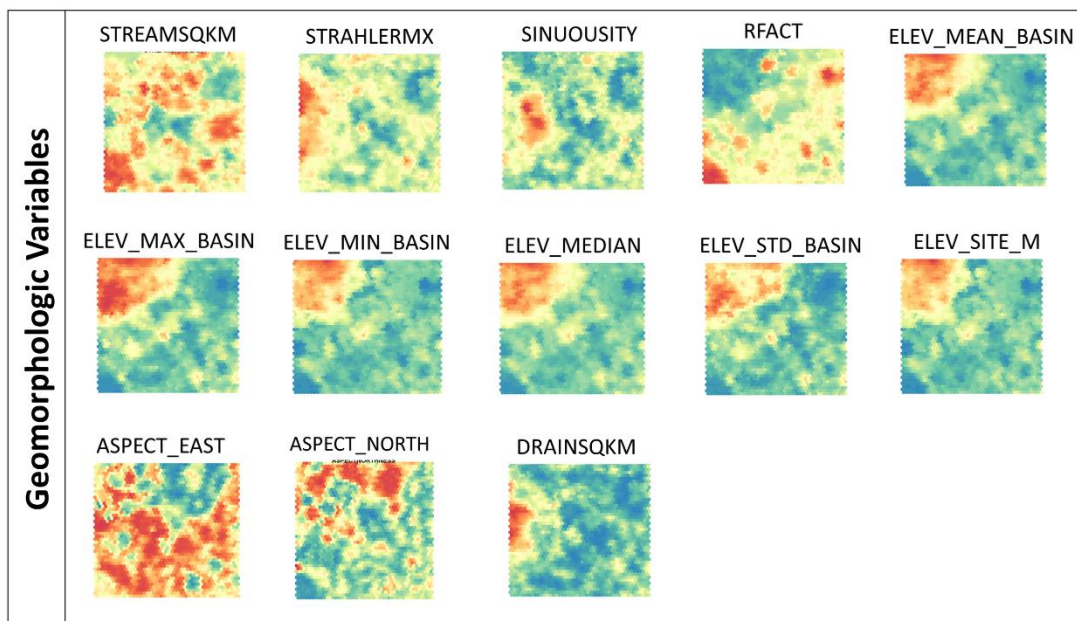 Geomorphologic Variables
STREAMSQKM
STRAHLERMX
SINUOUSITY
RFACT
ELEV_MEAN_BASIN
ELEV_MAX_BASIN
ELEV_MIN_BASIN
ELEV_MEDIAN
ELEV_STD_BASIN
ELEV_SITE_M
ASPECT_EAST
ASPECT_NORTH
DRAINSQKM